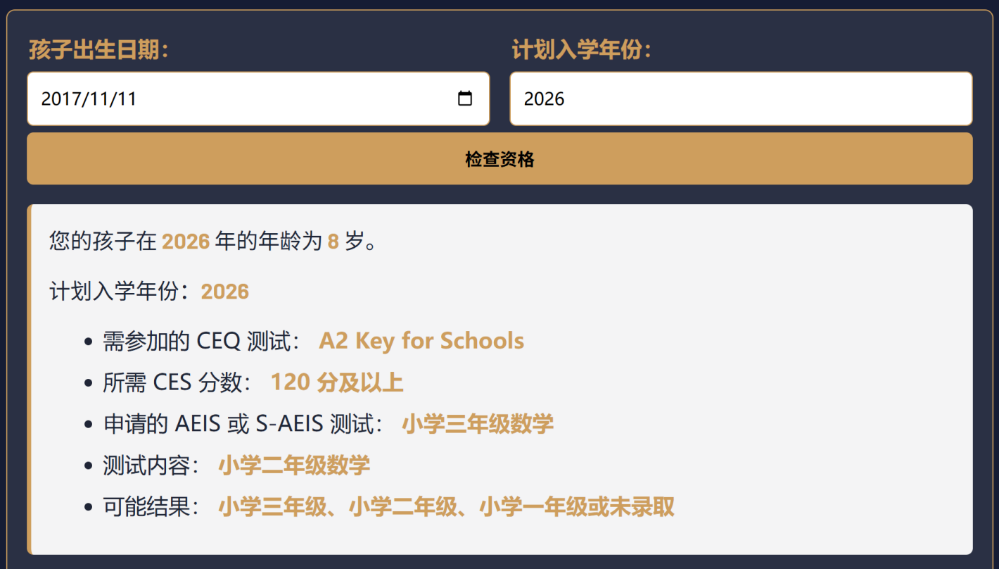 孩子出生日期：
计划入学年份：
2017/11/11
2026
检查资格
您的孩子在 2026 年的年龄为 8 岁。
计划入学年份：2026
需参加的 CEQ 测试： A2 Key for Schools
所需 CES 分数： 120 分及以上
申请的 AEIS 或 S-AEIS 测试： 小学三年级数学
测试内容： 小学二年级数学
可能结果： 小学三年级、小学二年级、小学一年级或未录取